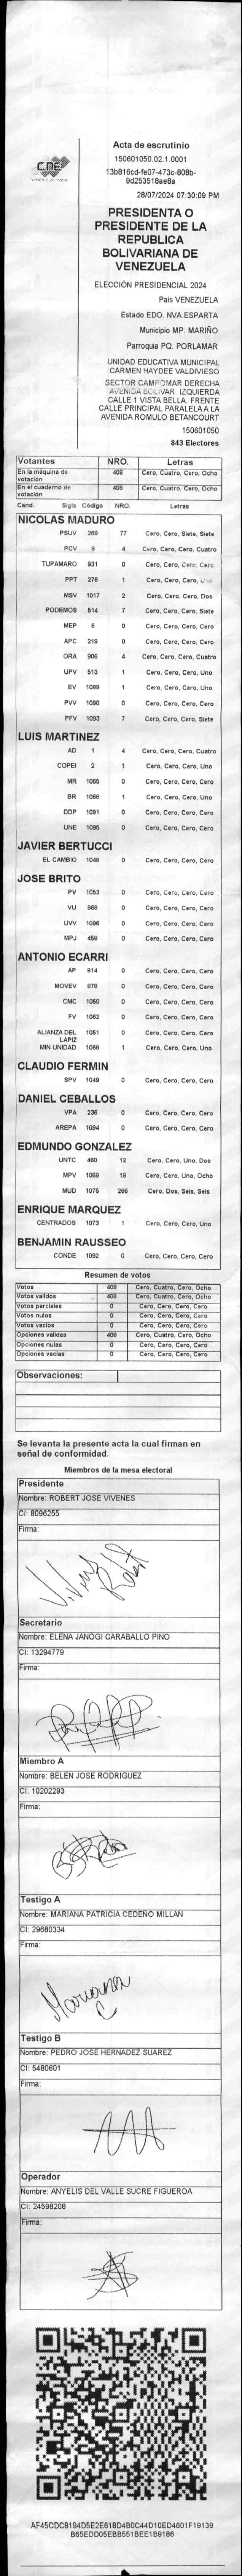 CNE
Acta de escrutinio
150601050.02.1.0001
13b816cd-fe07-473c-808b-
9d253518ae8a
28/07/2024 07:30:09 PM
PRESIDENTA O
PRESIDENTE DE LA
REPUBLICA
BOLIVARIANA DE
VENEZUELA
ELECCIÓN PRESIDENCIAL 2024
Pais VENEZUELA
Estado EDO. NVA.ESPARTA
Municipio MP. MARIÑO
Parroquia PQ. PORLAMAR
UNIDAD EDUCATIVA MUNICIPAL
CARMEN HAYDEE VALDIVIESO
SECTOR CAMPOMAR DERECHA
AVENIDA BOLIVAR. IZQUIERDA
CALLE 1 VISTA BELLA. FRENTE
CALLE PRINCIPAL PARALELA A LA
AVENIDA ROMULO BETANCOURT
150601050
843 Electores
Votantes NRO. Letras
En la máquina de votación 408 Cero, Cuatro, Cero, Ocho
En el cuaderno de votación 408 Cero, Cuatro, Cero, Ocho
Cand. Sigls Código NRO. Letras
NICOLAS MADURO
PSUV 269 77 Cero, Cero, Siete, Siete
PCV 9 4 Cero, Cero, Cero, Cuatro
TUPAMARO 931 0 Cero, Cero, Cero, Cero
PPT 276 1 Cero, Cero, Cero, Uno
MSV 1017 2 Cero, Cero, Cero, Dos
PODEMOS 514 7 Cero, Cero, Cero, Siete
MEP 6 0 Cero, Cero, Cero, Cero
APC 219 0 Cero, Cero, Cero, Cero
ORA 906 4 Cero, Cero, Cero, Cuatro
UPV 513 1 Cero, Cero, Cero, Uno
EV 1089 1 Cero, Cero, Cero, Uno
PVV 1090 0 Cero, Cero, Cero, Cero
PFV 1093 7 Cero, Cero, Cero, Siete
LUIS MARTINEZ
AD 1 4 Cero, Cero, Cero, Cuatro
COPEI 2 1 Cero, Cero, Cero, Uno
MR 1065 0 Cero, Cero, Cero, Cero
BR 1066 1 Cero, Cero, Cero, Uno
DDP 1091 0 Cero, Cero, Cero, Cero
UNE 1095 0 Cero, Cero, Cero, Cero
JAVIER BERTUCCI
EL CAMBIO 1048 0 Cero, Cero, Cero, Cero
JOSE BRITO
PV 1053 0 Cero, Cero, Cero, Cero
VU 868 0 Cero, Cero, Cero, Cero
UVV 1096 0 Cero, Cero, Cero, Cero
MPJ 459 0 Cero, Cero, Cero, Cero
ANTONIO ECARRI
AP 814 0 Cero, Cero, Cero, Cero
MOVEV 878 0 Cero, Cero, Cero, Cero
CMC 1050 0 Cero, Cero, Cero, Cero
FV 1062 0 Cero, Cero, Cero, Cero
ALIANZA DEL LAPIZ 1051 0 Cero, Cero, Cero, Cero
MIN UNIDAD 1069 1 Cero, Cero, Cero, Uno
CLAUDIO FERMIN
SPV 1049 0 Cero, Cero, Cero, Cero
DANIEL CEBALLOS
VPA 236 0 Cero, Cero, Cero, Cero
AREPA 1094 0 Cero, Cero, Cero, Cero
EDMUNDO GONZALEZ
UNTC 460 12 Cero, Cero, Uno, Dos
MPV 1069 18 Cero, Cero, Uno, Ocho
MUD 1075 266 Cero, Dos, Seis, Seis
ENRIQUE MARQUEZ
CENTRADOS 1073 1 Cero, Cero, Cero, Uno
BENJAMIN RAUSSEO
CONDE 1092 0 Cero, Cero, Cero, Cero
Resumen de votos
Votos 408 Cero, Cuatro, Cero, Ocho
Votos validos 408 Cero, Cuatro, Cero, Ocho
Votos parciales 0 Cero, Cero, Cero, Cero
Votos nulos 0 Cero, Cero, Cero, Cero
Votos vacios 0 Cero, Cero, Cero, Cero
Opciones validas 408 Cero, Cuatro, Cero, Ocho
Opciones nulas 0 Cero, Cero, Cero, Cero
Opciones vacias 0 Cero, Cero, Cero, Cero
Observaciones:
Se levanta la presente acta la cual firman en
señal de conformidad.
Miembros de la mesa electoral
Presidente
Nombre: ROBERT JOSE VIVENES
CI: 8096255
Firma:
Secretario
Nombre: ELENA JANOGI CARABALLO PINO
CI: 13294779
Firma:
Miembro A
Nombre: BELEN JOSE RODRIGUEZ
CI: 10202293
Firma:
Testigo A
Nombre: MARIANA PATRICIA CEDEÑO MILLAN
CI: 29680334
Firma:
Testigo B
Nombre: PEDRO JOSE HERNADEZ SUAREZ
CI: 5480601
Firma:
Operador
Nombre: ANYELIS DEL VALLE SUCRE FIGUEROA
CI: 24598208
Firma:
AF45CDC8194D5E2E618D4B0C44D10ED4601F19139
B65EDD005EBB551BEE1B9186